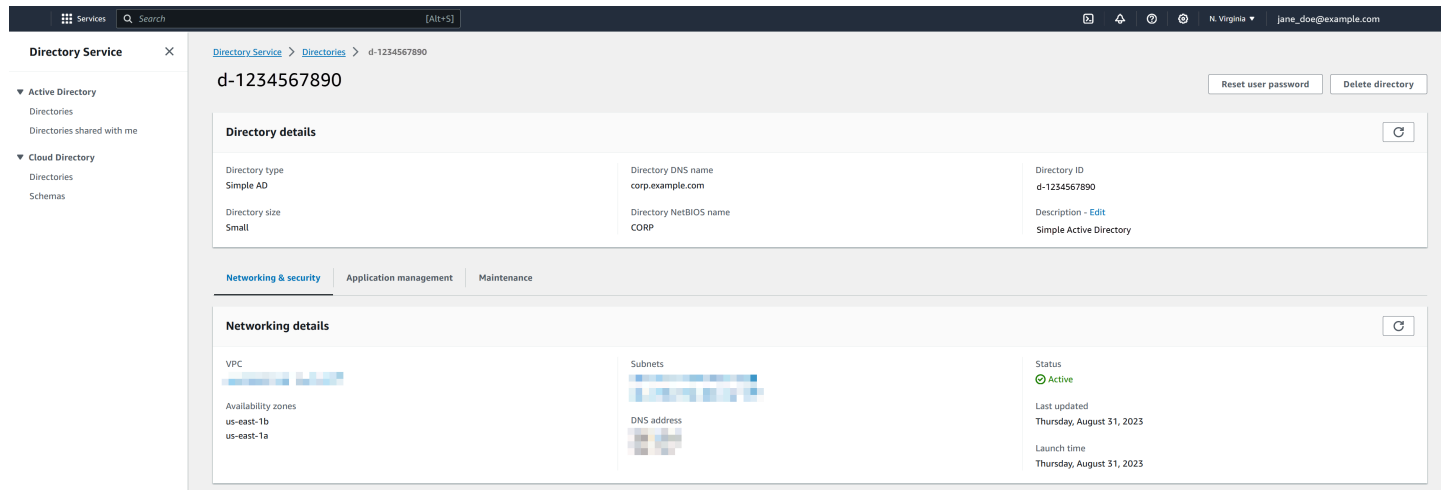 Services Search [Alt+S] N. Virginia ▼ jane_doe@example.com
Directory Service
Active Directory
Directories
Directories shared with me
Cloud Directory
Directories
Schemas
Directory Service > Directories > d-1234567890
d-1234567890
Reset user password
Delete directory
Directory details
Directory type
Simple AD
Directory size
Small
Directory DNS name
corp.example.com
Directory NetBIOS name
CORP
Directory ID
d-1234567890
Description - Edit
Simple Active Directory
Networking & security
Application management
Maintenance
Networking details
VPC
Availability zones
us-east-1b
us-east-1a
Subnets
DNS address
Status
Active
Last updated
Thursday, August 31, 2023
Launch time
Thursday, August 31, 2023